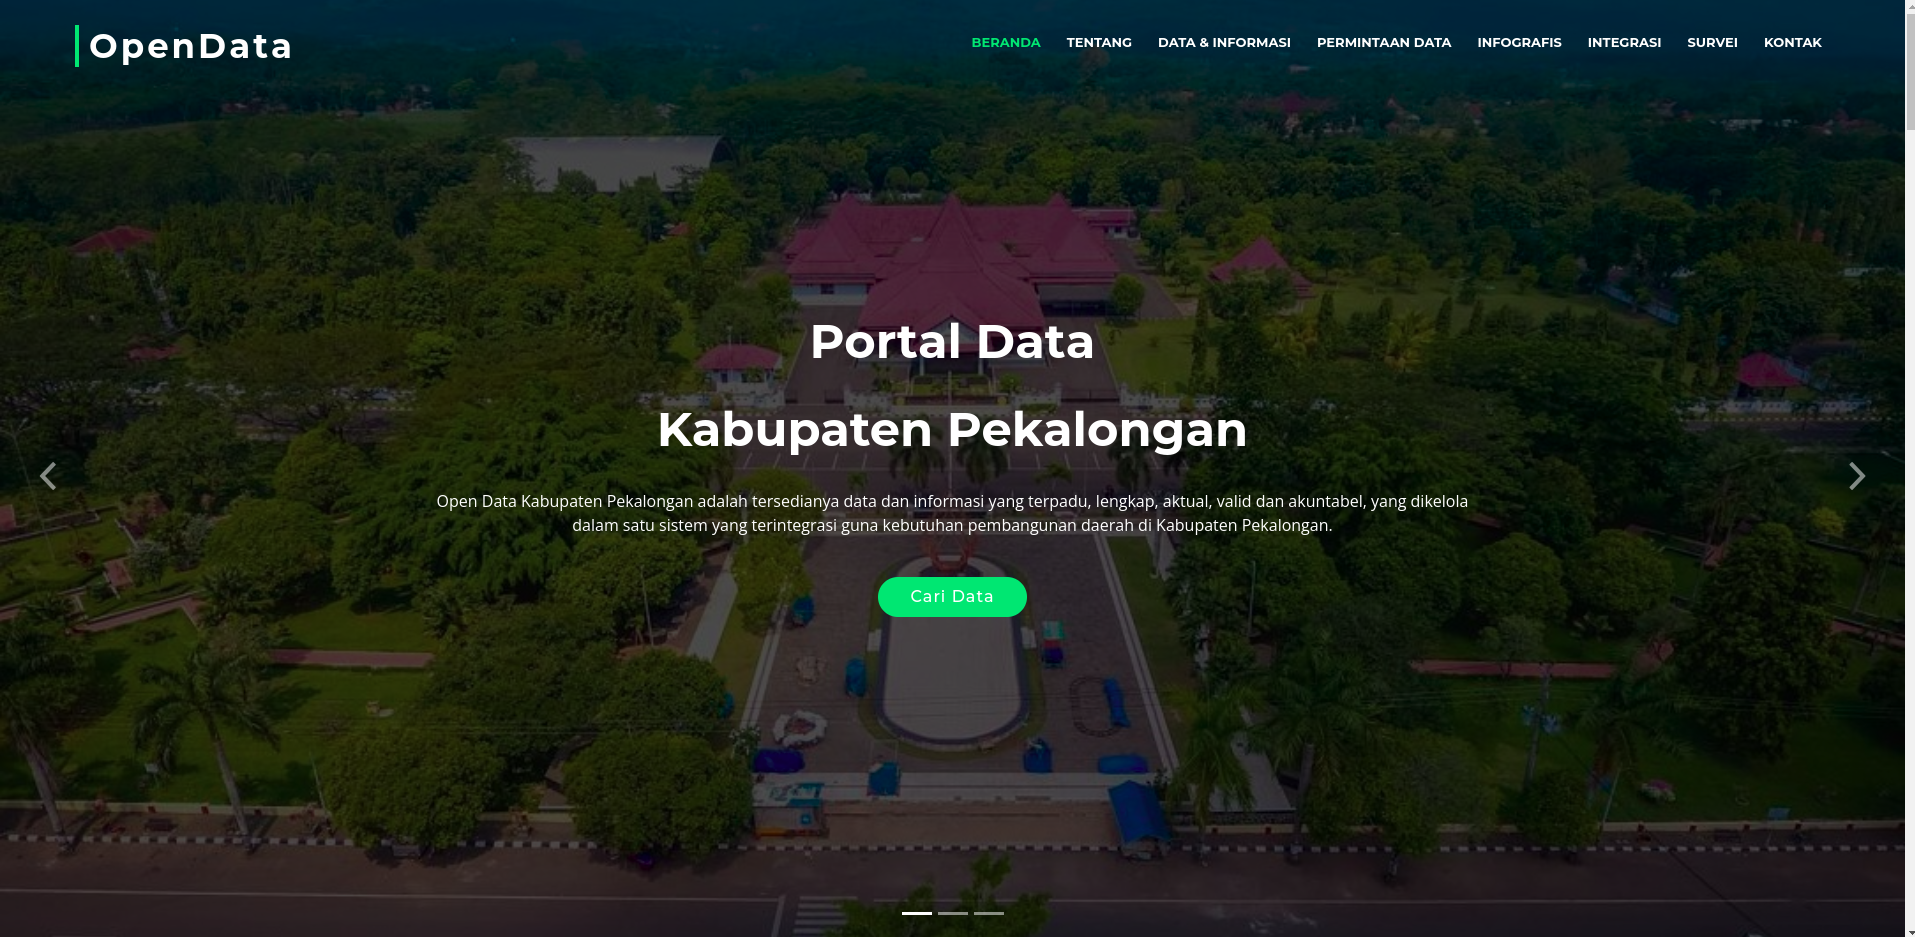 OpenData
BERANDA TENTANG DATA & INFORMASI PERMINTAAN DATA INFOGRAFIS INTEGRASI SURVEI KONTAK
Portal Data
Kabupaten Pekalongan
Open Data Kabupaten Pekalongan adalah tersedianya data dan informasi yang terpadu, lengkap, aktual, valid dan akuntabel, yang dikelola
dalam satu sistem yang terintegrasi guna kebutuhan pembangunan daerah di Kabupaten Pekalongan.
Cari Data